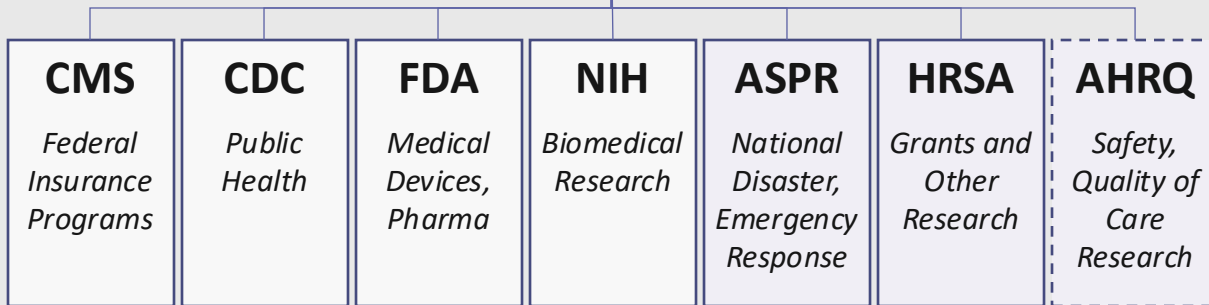 CMS
Federal
Insurance
Programs
CDC
Public
Health
FDA
Medical
Devices,
Pharma
NIH
Biomedical
Research
ASPR
National
Disaster,
Emergency
Response
HRSA
Grants and
Other
Research
AHRQ
Safety,
Quality of
Care
Research